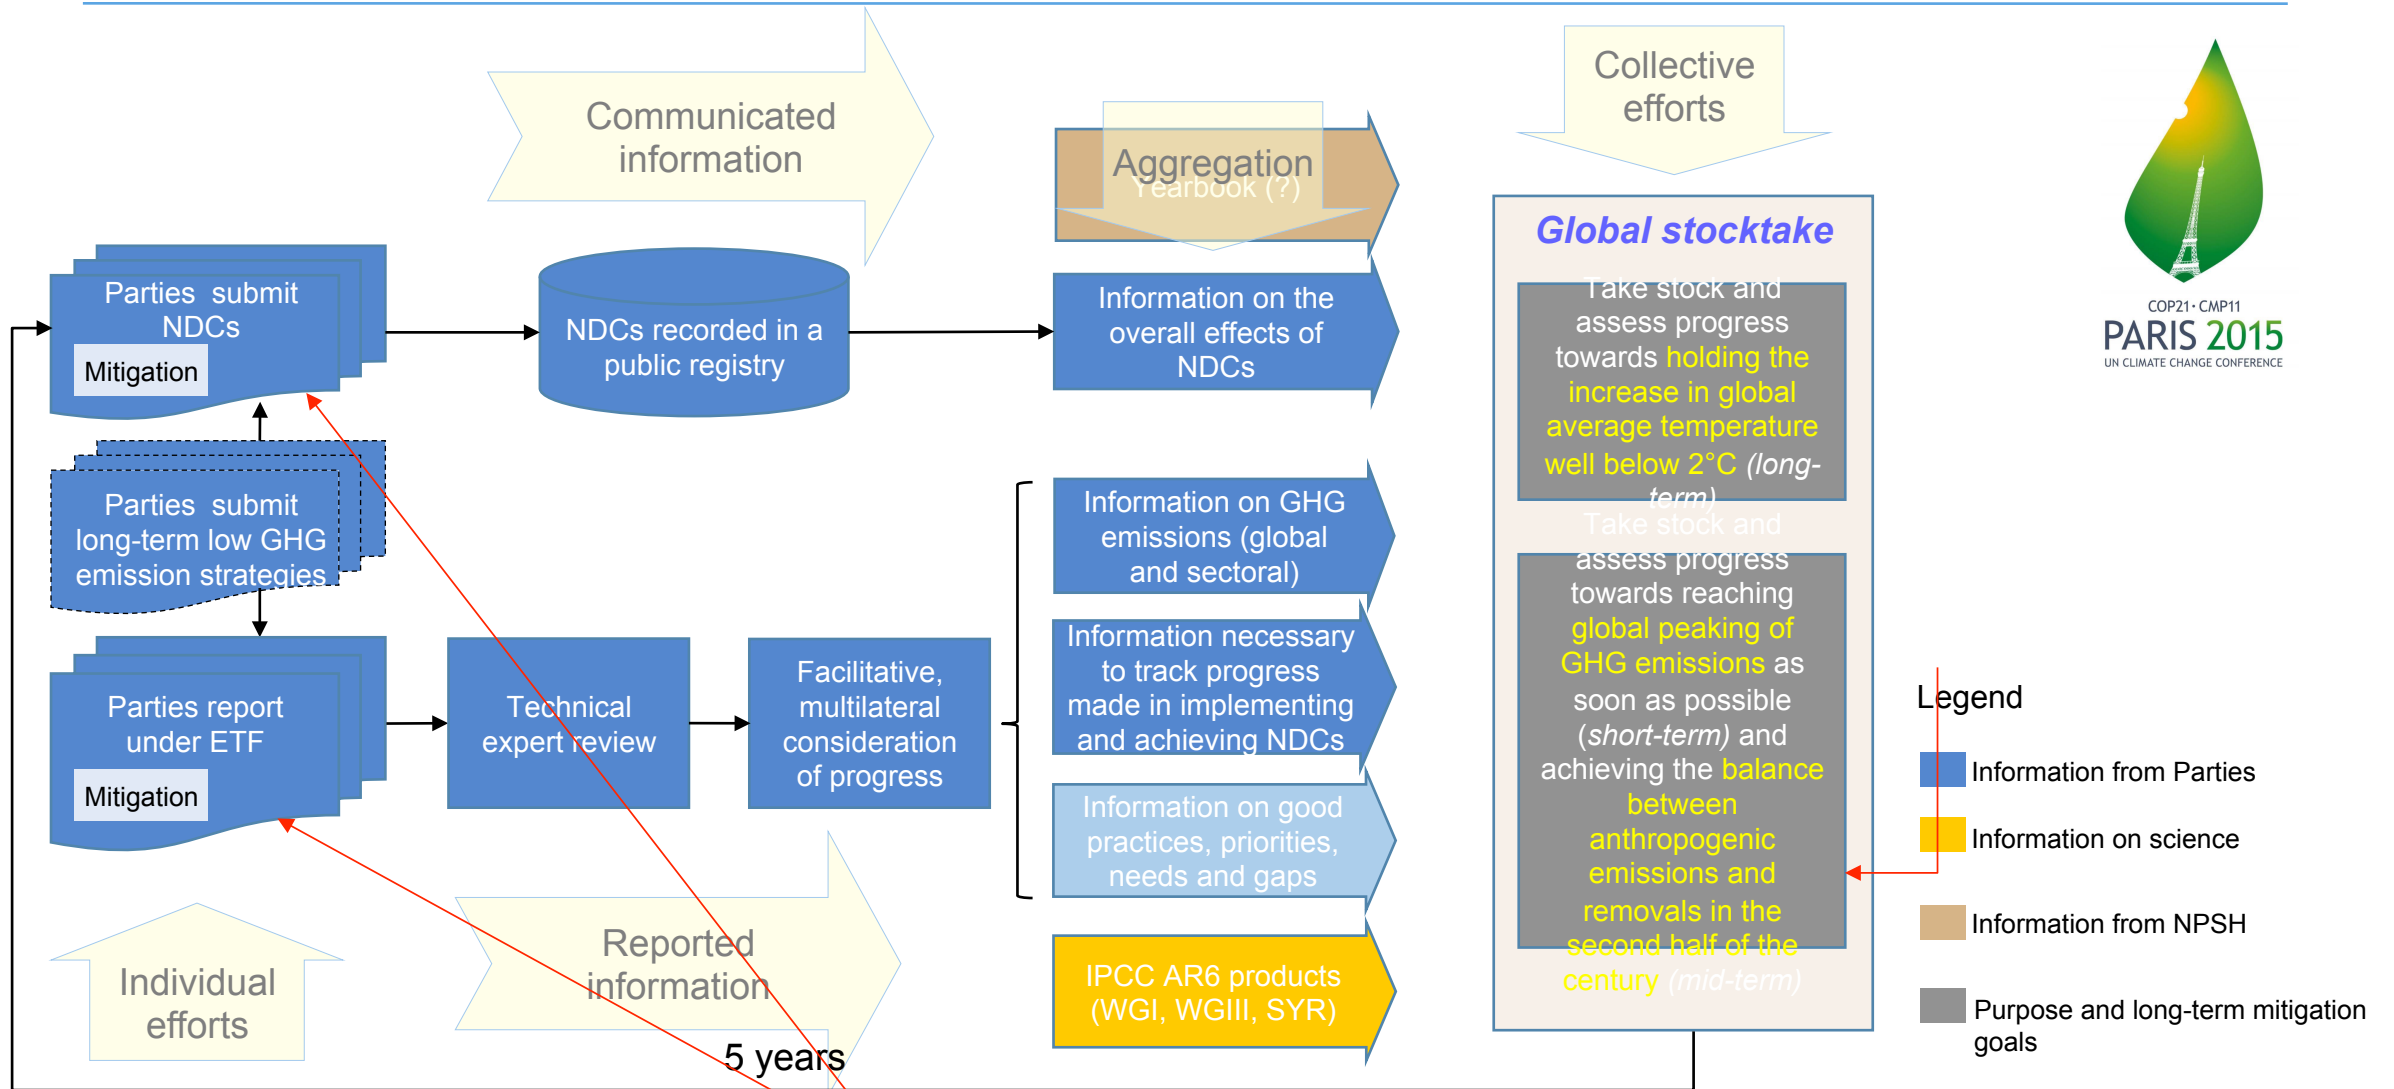 Communicated
information
Collective
efforts
Aggregation
Yearbook (?)
Global stocktake
Parties submit
NDCs
Mitigation
NDCs recorded in a
public registry
Information on the
overall effects of
NDCs
Take stock and
assess progress
towards holding the
increase in global
average temperature
well below 2°C (long-
term)
COP21·CMP11
PARIS 2015
UN CLIMATE CHANGE CONFERENCE
Parties submit
long-term low GHG
emission strategies
Information on GHG
emissions (global
and sectoral)
Take stock and
assess progress
towards reaching
global peaking of
GHG emissions as
soon as possible
(short-term) and
achieving the balance
between
anthropogenic
emissions and
removals in the
second half of the
century (mid-term)
Parties report
under ETF
Mitigation
Technical
expert review
Facilitative,
multilateral
consideration
of progress
Information necessary
to track progress
made in implementing
and achieving NDCs
Information on good
practices, priorities,
needs and gaps
IPCC AR6 products
(WGI, WGIII, SYR)
Individual
efforts
Reported
information
5 years
Legend
Information from Parties
Information on science
Information from NPSH
Purpose and long-term mitigation
goals